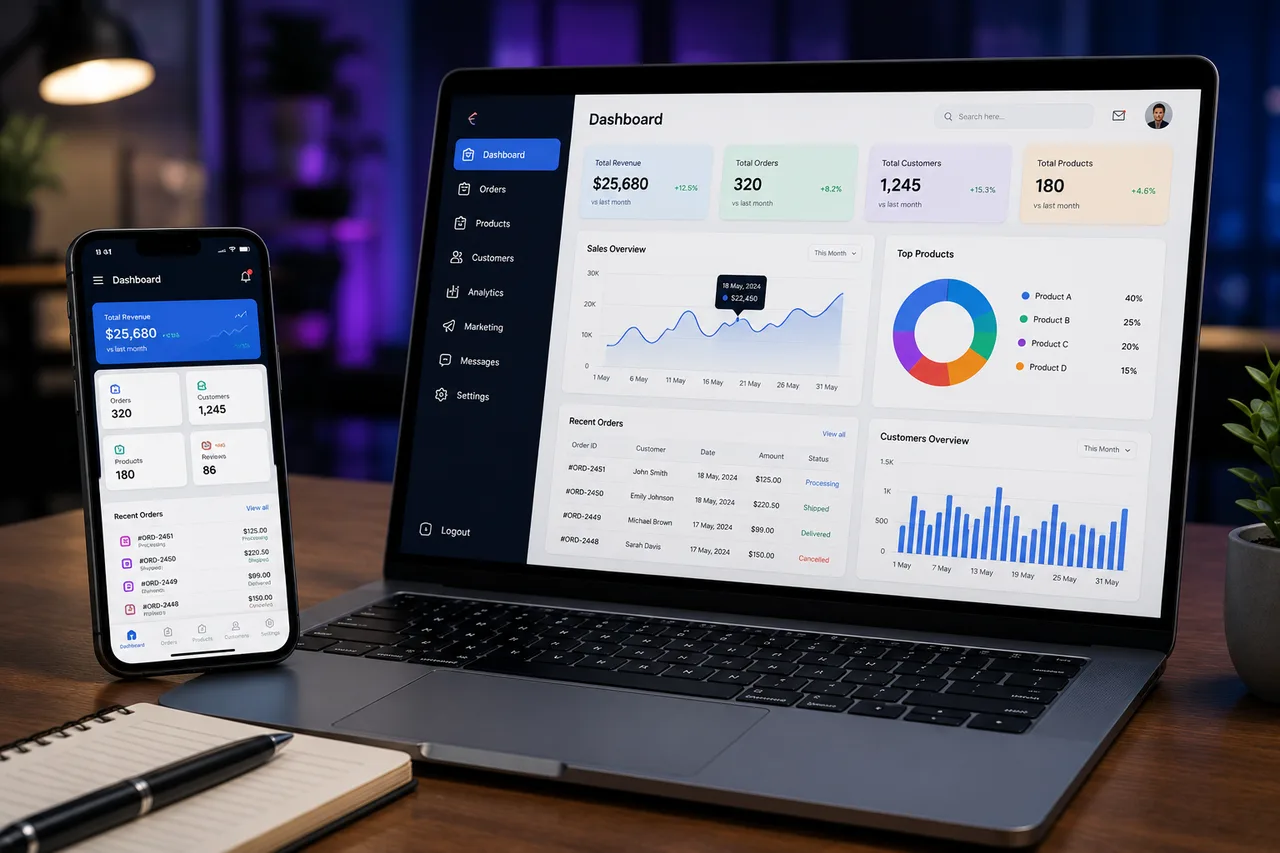 Dashboard
Total Revenue
$25,680
vs last month
Orders
320
Customers
1,245
Products
180
Reviews
86
Recent Orders
View all
#ORD-2451
$125.00
Processing
Processing
#ORD-2450
$220.50
Shipped
Shipped
#ORD-2449
$99.00
Delivered
#ORD-2448
$150.00
Cancelled
Dashboard
Orders
Products
Customers
Settings
Dashboard
Orders
Products
Customers
Analytics
Marketing
Messages
Settings
Logout
Dashboard
Search here...
Total Revenue
$25,680
+12.5%
vs last month
Total Orders
320
+8.2%
vs last month
Total Customers
1,245
+15.3%
vs last month
Total Products
180
+4.6%
vs last month
Sales Overview
This Month
30K
20K
10K
0
18 May, 2024
$22,450
1 May 6 May 11 May 16 May 21 May 26 May 31 May
Top Products
Product A 40%
Product B 25%
Product C 20%
Product D 15%
Recent Orders
View all
Order ID Customer Date Amount Status
#ORD-2451 John Smith 18 May, 2024 $125.00 Processing
#ORD-2450 Emily Johnson 18 May, 2024 $220.50 Shipped
#ORD-2449 Michael Brown 17 May, 2024 $99.00 Delivered
#ORD-2448 Sarah Davis 17 May, 2024 $150.00 Cancelled
Customers Overview
This Month
1.5K
1K
500
0
1 May 7 May 13 May 19 May 25 May 31 May